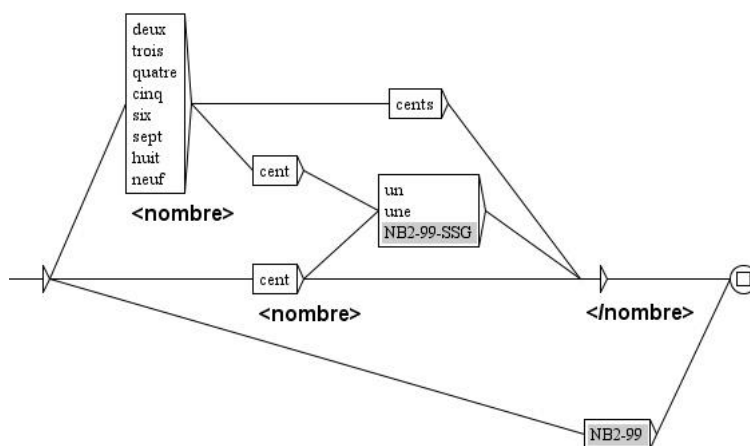 deux
trois
quatre
cinq
six
sept
huit
neuf
<nombre>
cents
cent
un
une
NB2-99-SSG
cent
<nombre>
</nombre>
NB2-99